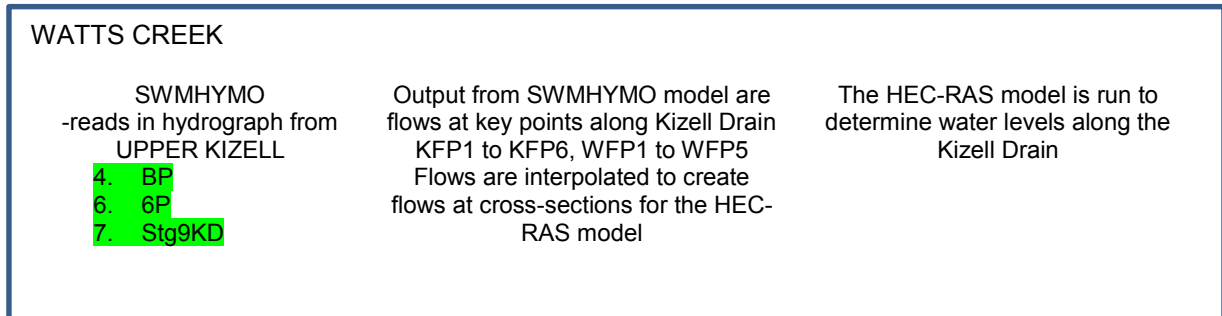 WATTS CREEK
SWMHYMO
-reads in hydrograph from
UPPER KIZELL
4. BP
6. 6P
7. Stg9KD
Output from SWMHYMO model are
flows at key points along Kizell Drain
KFP1 to KFP6, WFP1 to WFP5
Flows are interpolated to create
flows at cross-sections for the HEC-
RAS model
The HEC-RAS model is run to
determine water levels along the
Kizell Drain